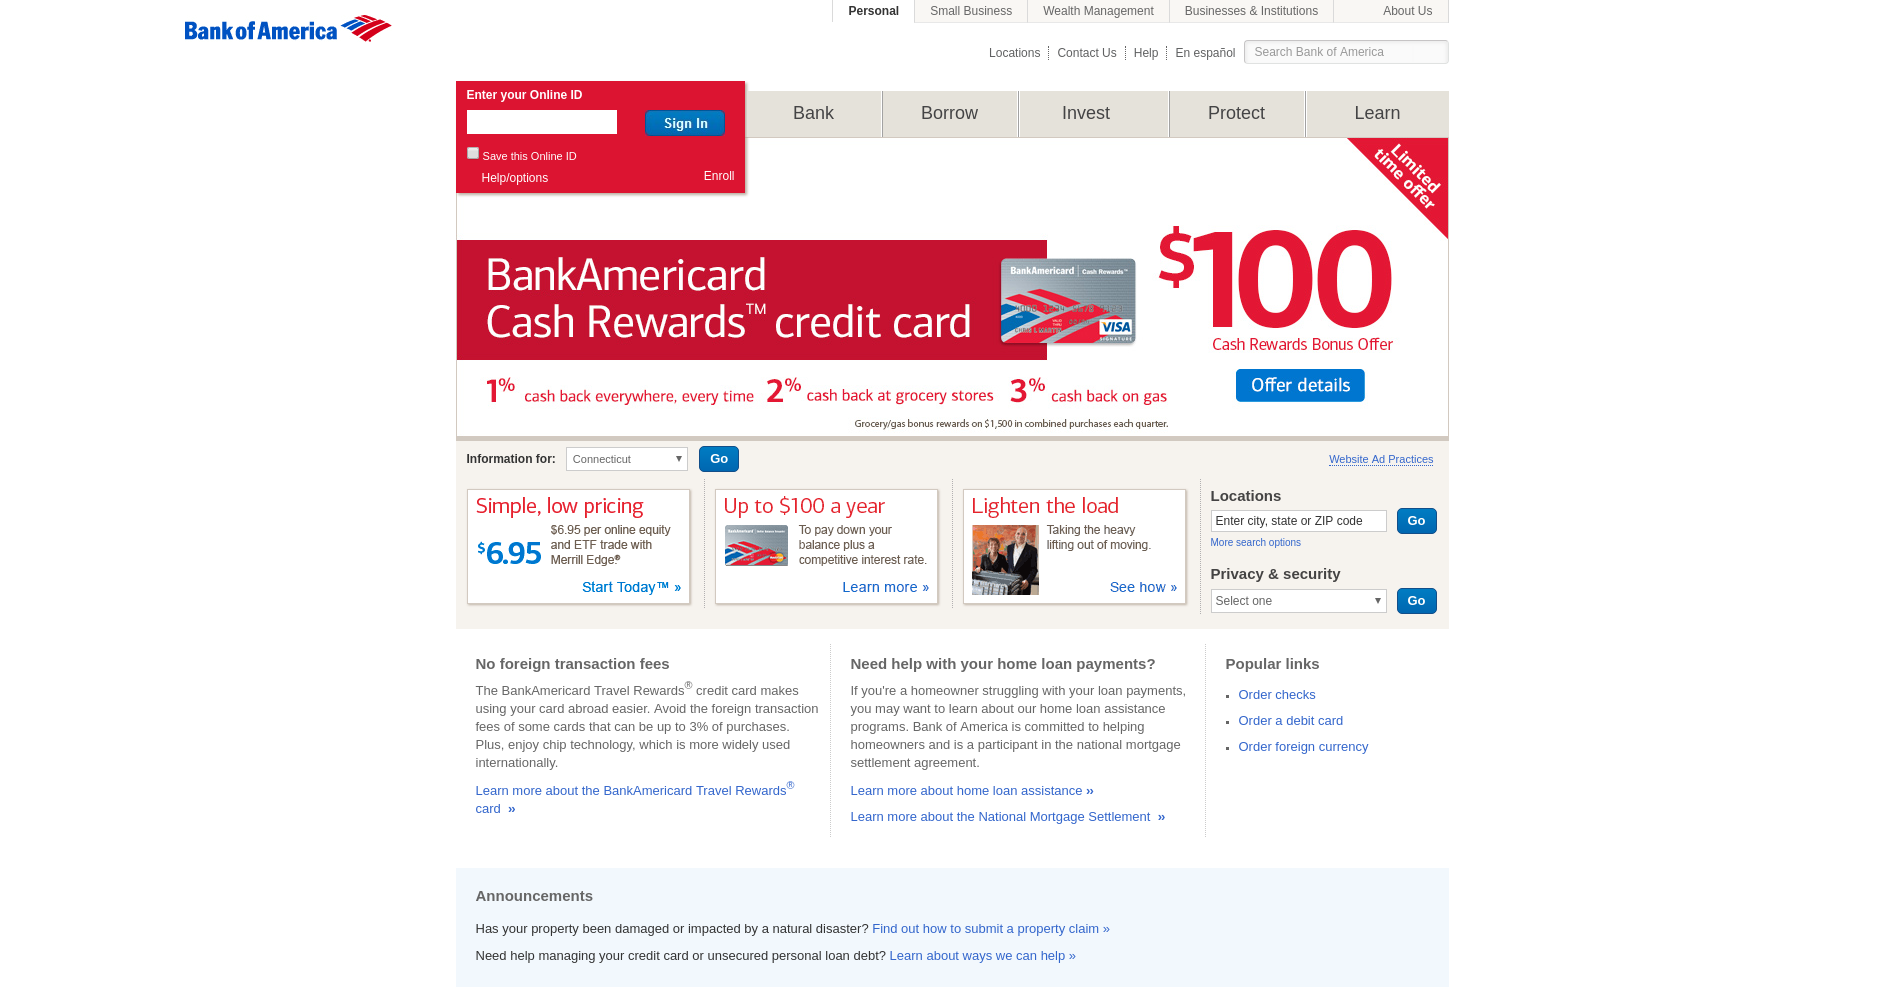 Bank of America
Personal
Small Business
Wealth Management
Businesses & Institutions
About Us
Locations
Contact Us
Help
En español
Search Bank of America
Enter your Online ID
Sign In
Save this Online ID
Help/options
Enroll
Bank
Borrow
Invest
Protect
Learn
Limited
time offer
BankAmericard
Cash Rewards™ credit card
BankAmericard Cash Rewards™
VISA
SIGNATURE
$100
Cash Rewards Bonus Offer
1% cash back everywhere, every time
2% cash back at grocery stores
3% cash back on gas
Offer details
Grocery/gas bonus rewards on $1,500 in combined purchases each quarter.
Information for:
Connecticut
Go
Website Ad Practices
Simple, low pricing
$6.95
$6.95 per online equity
and ETF trade with
Merrill Edge®.
Start Today™ »
Up to $100 a year
To pay down your
balance plus a
competitive interest rate.
Learn more »
Lighten the load
Taking the heavy
lifting out of moving.
See how »
Locations
Enter city, state or ZIP code
Go
More search options
Privacy & security
Select one
Go
No foreign transaction fees
The BankAmericard Travel Rewards® credit card makes
using your card abroad easier. Avoid the foreign transaction
fees of some cards that can be up to 3% of purchases.
Plus, enjoy chip technology, which is more widely used
internationally.
Learn more about the BankAmericard Travel Rewards®
card »
Need help with your home loan payments?
If you're a homeowner struggling with your loan payments,
you may want to learn about our home loan assistance
programs. Bank of America is committed to helping
homeowners and is a participant in the national mortgage
settlement agreement.
Learn more about home loan assistance »
Learn more about the National Mortgage Settlement »
Popular links
Order checks
Order a debit card
Order foreign currency
Announcements
Has your property been damaged or impacted by a natural disaster? Find out how to submit a property claim »
Need help managing your credit card or unsecured personal loan debt? Learn about ways we can help »